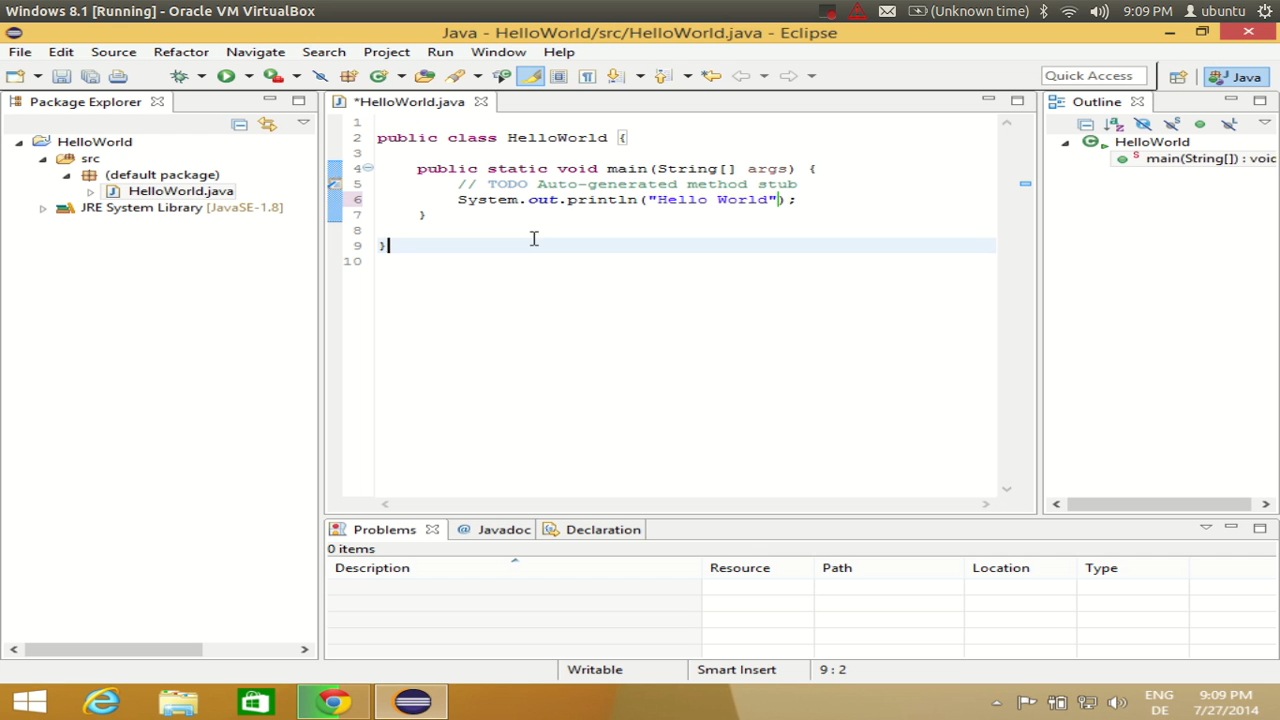 Windows 8.1 [Running] - Oracle VM VirtualBox
(Unknown time)
9:09 PM
ubuntu
Java - HelloWorld/src/HelloWorld.java - Eclipse
File Edit Source Refactor Navigate Search Project Run Window Help
Quick Access
Java
Package Explorer
HelloWorld
src
(default package)
HelloWorld.java
JRE System Library [JavaSE-1.8]
*HelloWorld.java
1
2 public class HelloWorld {
3
4 public static void main(String[] args) {
5 // TODO Auto-generated method stub
6 System.out.println("Hello World");
7 }
8
9 }
10
Outline
HelloWorld
main(String[]) : voic
Problems @ Javadoc Declaration
0 items
Description Resource Path Location Type
Writable Smart Insert 9 : 2
ENG 9:09 PM
DE 7/27/2014